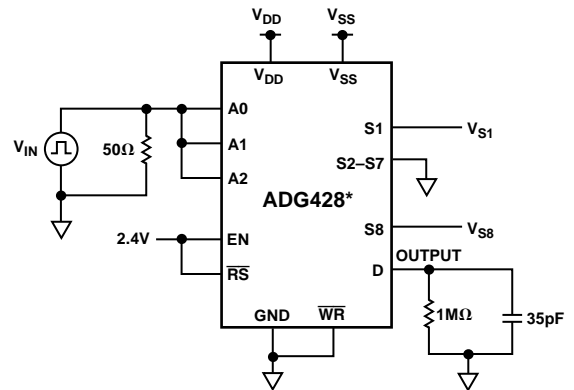 VDD VSS
VDD VSS
A0
S1 VS1
A1
VIN 50Ω
S2–S7
A2
ADG428*
S8 VS8
2.4V EN
OUTPUT
D
RS
1MΩ 35pF
GND WR